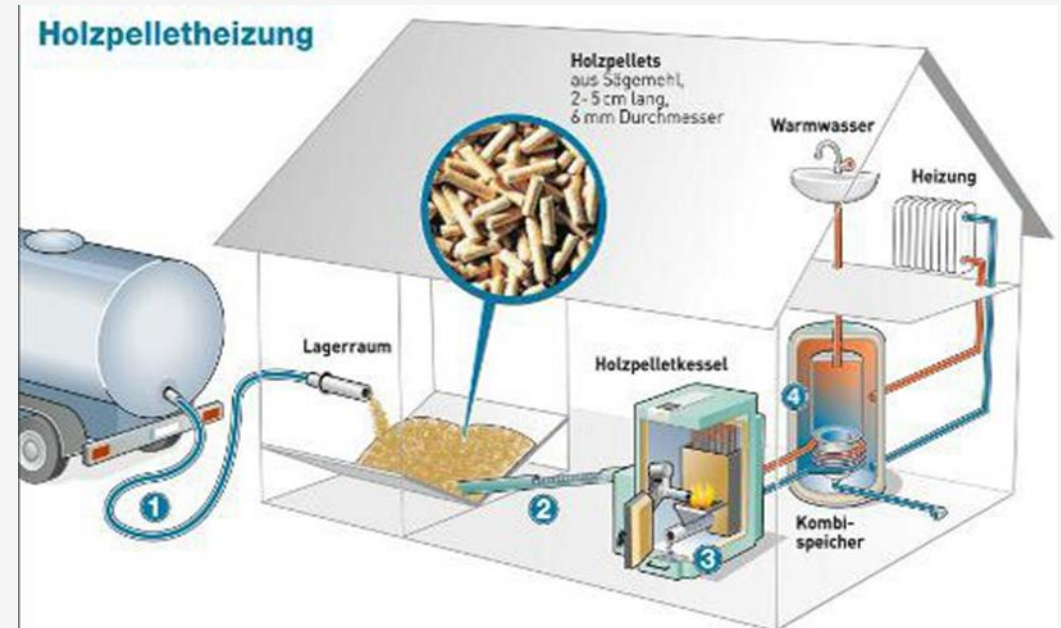 Holzpelletheizung
Holzpellets
aus Sägemehl,
2-5 cm lang,
6 mm Durchmesser
Warmwasser
Heizung
Lagerraum
Holzpelletkessel
4
1
2
3
Kombi-
speicher